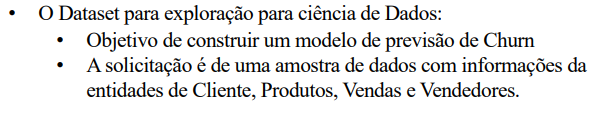 • O Dataset para exploração para ciência de Dados:
• Objetivo de construir um modelo de previsão de Churn
• A solicitação é de uma amostra de dados com informações da
entidades de Cliente, Produtos, Vendas e Vendedores.